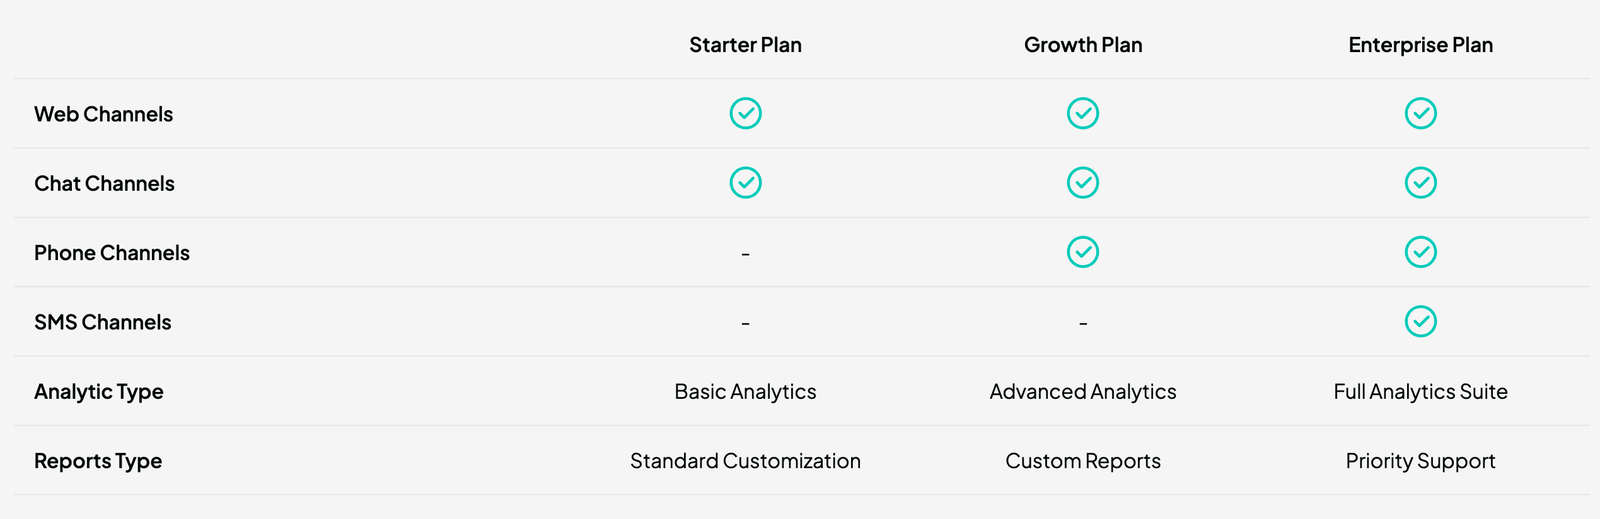 Starter Plan Growth Plan Enterprise Plan
Web Channels
Chat Channels
Phone Channels -
SMS Channels - -
Analytic Type Basic Analytics Advanced Analytics Full Analytics Suite
Reports Type Standard Customization Custom Reports Priority Support